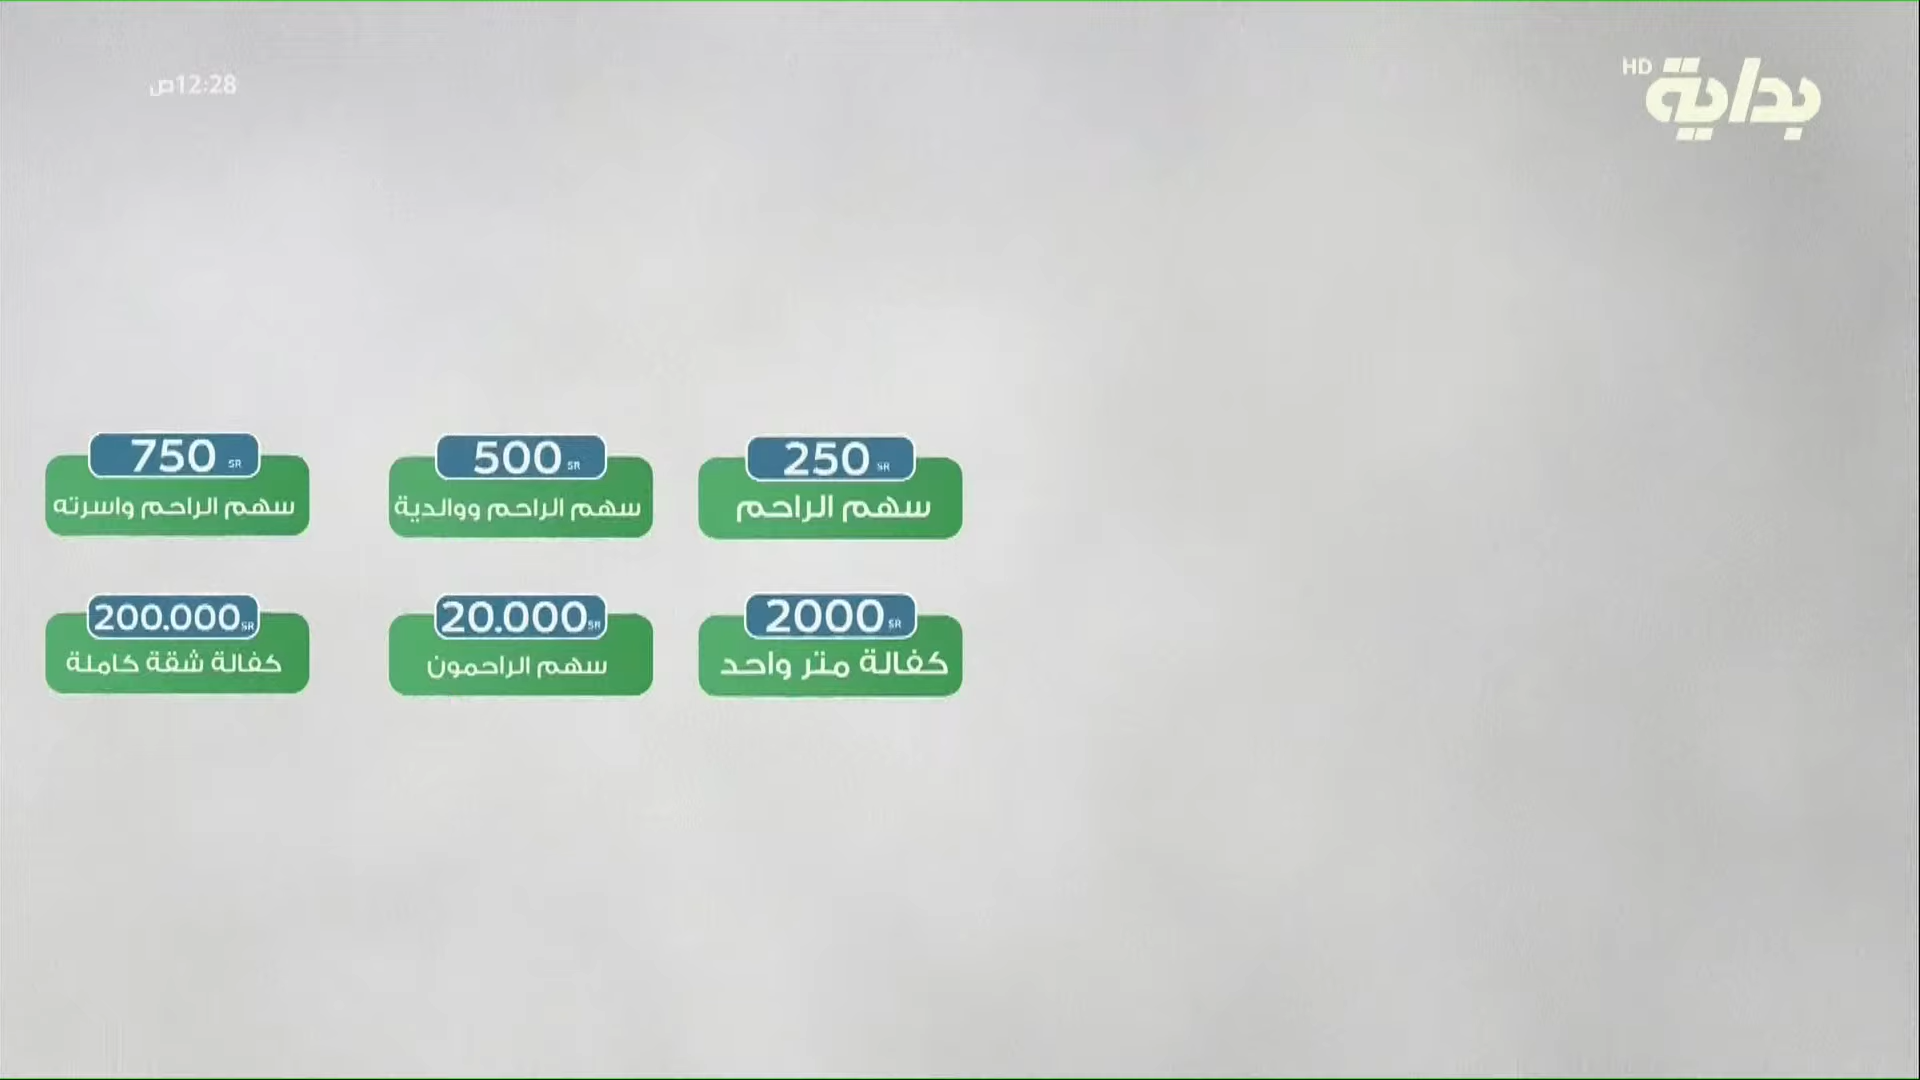 بداية HD
12:28ص
250 SR
سهم الراحم
500 SR
سهم الراحم ووالدية
750 SR
سهم الراحم واسرته
2000 SR
كفالة متر واحد
20.000 SR
سهم الراحمون
200.000 SR
كفالة شقة كاملة